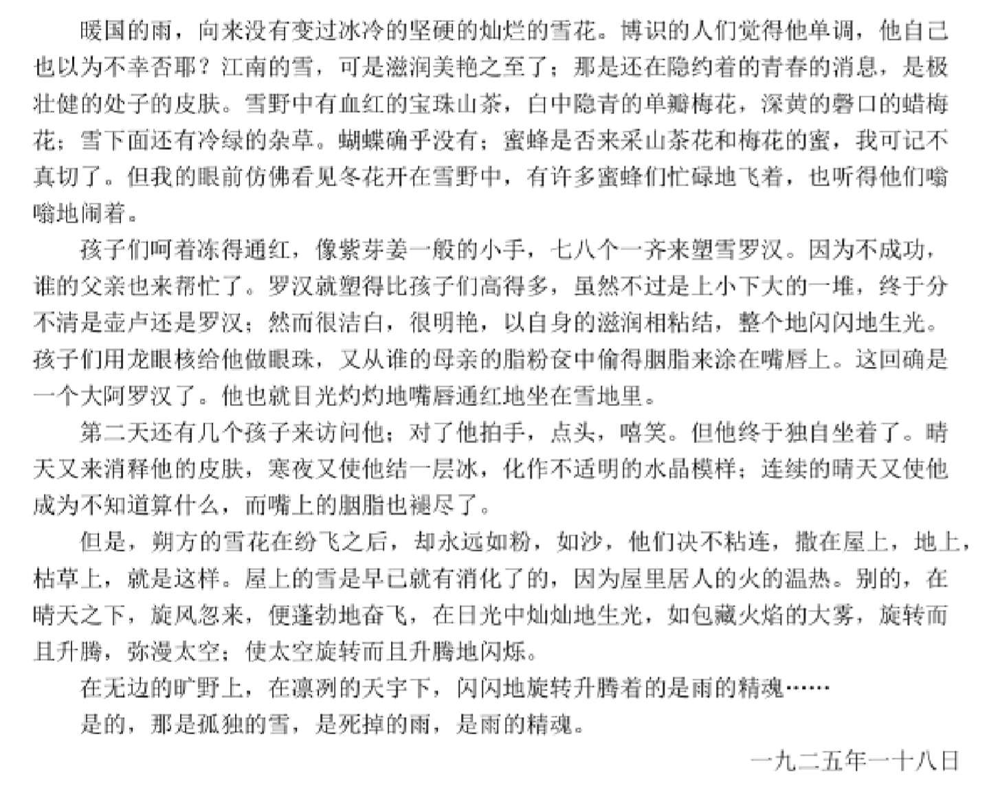 暖国的雨，向来没有变过冰冷的坚硬的灿烂的雪花。博识的人们觉得他单调，他自己
也以为不幸否耶？江南的雪，可是滋润美艳之至了；那是还在隐约着的青春的消息，是极
壮健的处子的皮肤。雪野中有血红的宝珠山茶，白中隐青的单瓣梅花，深黄的磬口的蜡梅
花；雪下面还有冷绿的杂草。蝴蝶确乎没有；蜜蜂是否来采山茶花和梅花的蜜，我可记不
真切了。但我的眼前仿佛看见冬花开在雪野中，有许多蜜蜂们忙碌地飞着，也听得他们嗡
嗡地闹着。
孩子们呵着冻得通红，像紫芽姜一般的小手，七八个一齐来塑雪罗汉。因为不成功，
谁的父亲也来帮忙了。罗汉就塑得比孩子们高得多，虽然不过是上小下大的一堆，终于分
不清是壶卢还是罗汉；然而很洁白，很明艳，以自身的滋润相粘结，整个地闪闪地生光。
孩子们用龙眼核给他做眼珠，又从谁的母亲的脂粉奁中偷得胭脂来涂在嘴唇上。这回确是
一个大阿罗汉了。他也就目光灼灼地嘴唇通红地坐在雪地里。
第二天还有几个孩子来访问他；对了他拍手，点头，嘻笑。但他终于独自坐着了。晴
天又来消释他的皮肤，寒夜又使他结一层冰，化作不适明的水晶模样；连续的晴天又使他
成为不知道算什么，而嘴上的胭脂也褪尽了。
但是，朔方的雪花在纷飞之后，却永远如粉，如沙，他们决不粘连，撒在屋上，地上，
枯草上，就是这样。屋上的雪是早已就有消化了的，因为屋里居人的火的温热。别的，在
晴天之下，旋风忽来，便蓬勃地奋飞，在日光中灿灿地生光，如包藏火焰的大雾，旋转而
且升腾，弥漫太空；使太空旋转而且升腾地闪烁。
在无边的旷野上，在凛冽的天宇下，闪闪地旋转升腾着的是雨的精魂……
是的，那是孤独的雪，是死掉的雨，是雨的精魂。
一九二五年一十八日